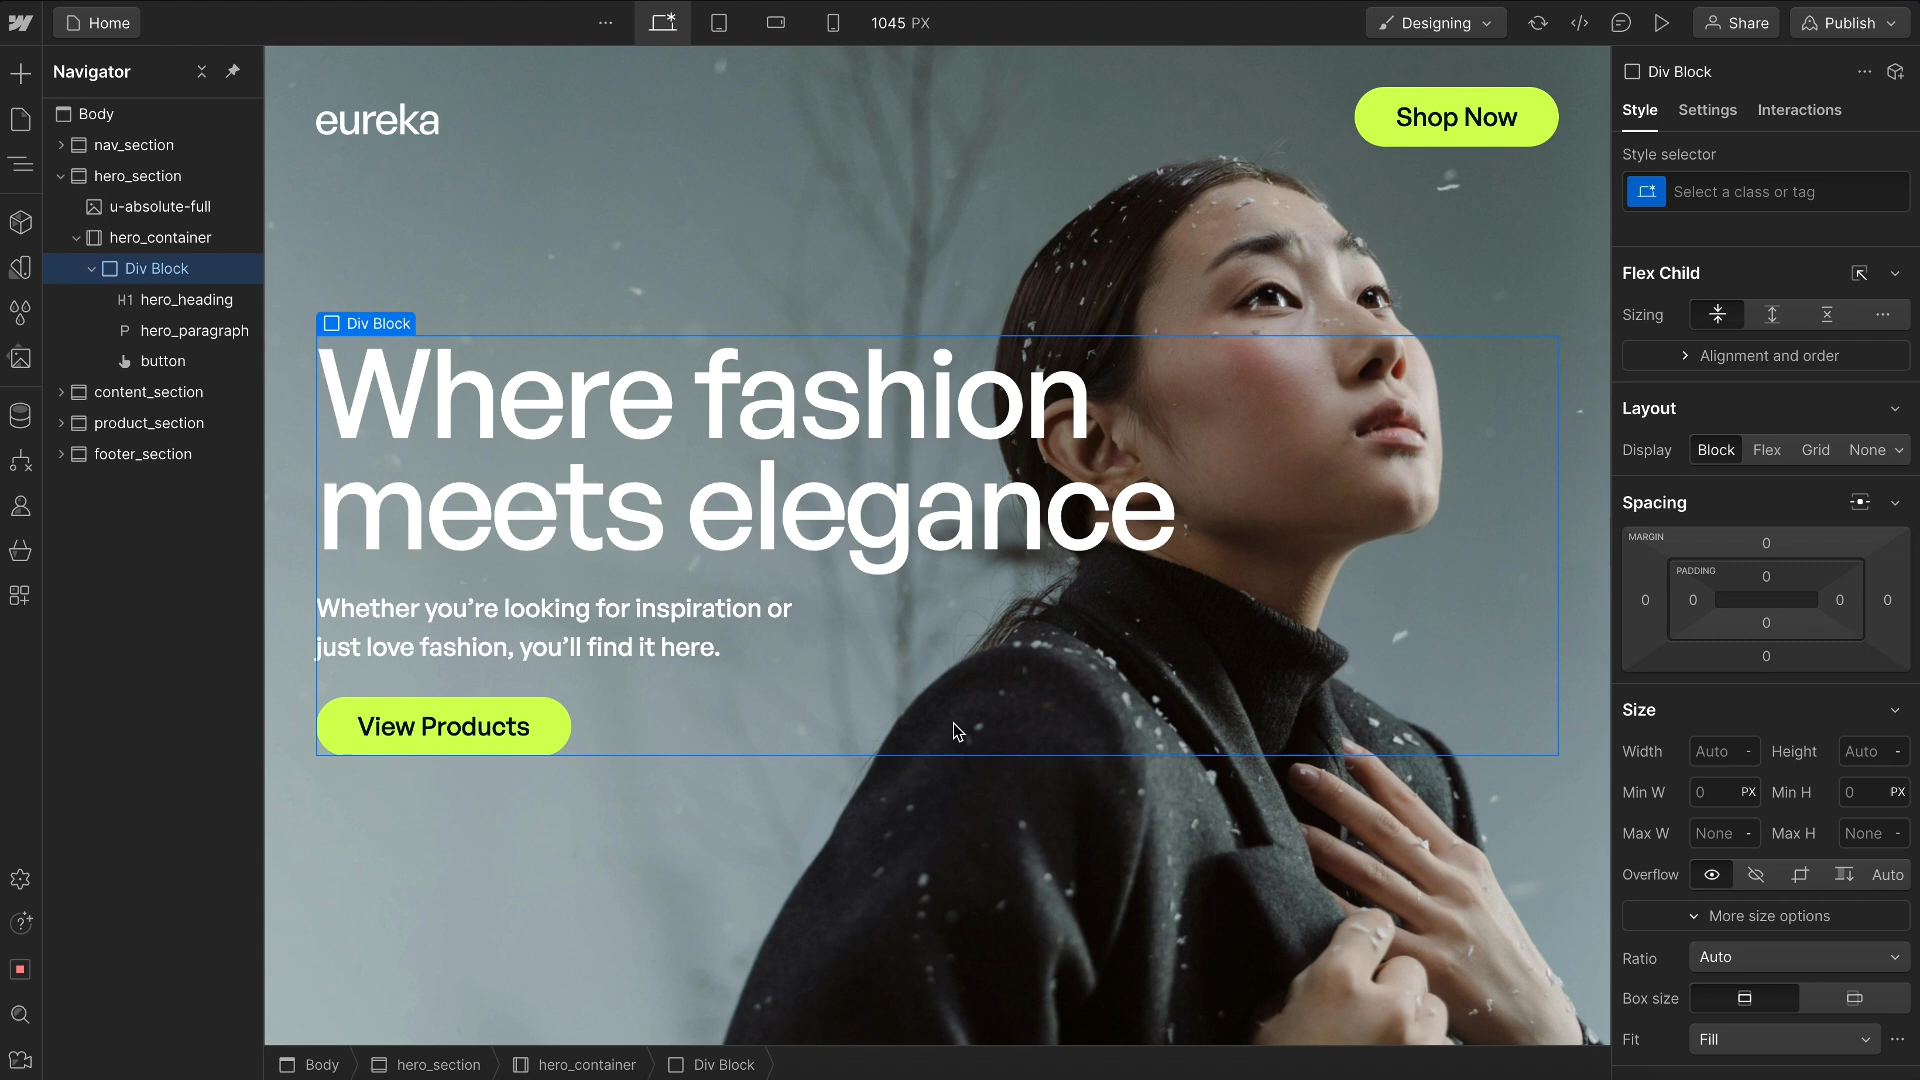 Home
1045 PX
Designing
Share
Publish
Navigator
Body
nav_section
hero_section
u-absolute-full
hero_container
Div Block
H1 hero_heading
P hero_paragraph
button
content_section
product_section
footer_section
eureka
Shop Now
Div Block
Where fashion
meets elegance
Whether you’re looking for inspiration or
just love fashion, you’ll find it here.
View Products
Body
hero_section
hero_container
Div Block
Div Block
Style Settings Interactions
Style selector
Select a class or tag
Flex Child
Sizing
Alignment and order
Layout
Display Block Flex Grid None
Spacing
MARGIN
0
PADDING
0
0 0 0 0
0
0
Size
Width Auto - Height Auto -
Min W 0 PX Min H 0 PX
Max W None - Max H None -
Overflow Auto
More size options
Ratio Auto
Box size
Fit Fill